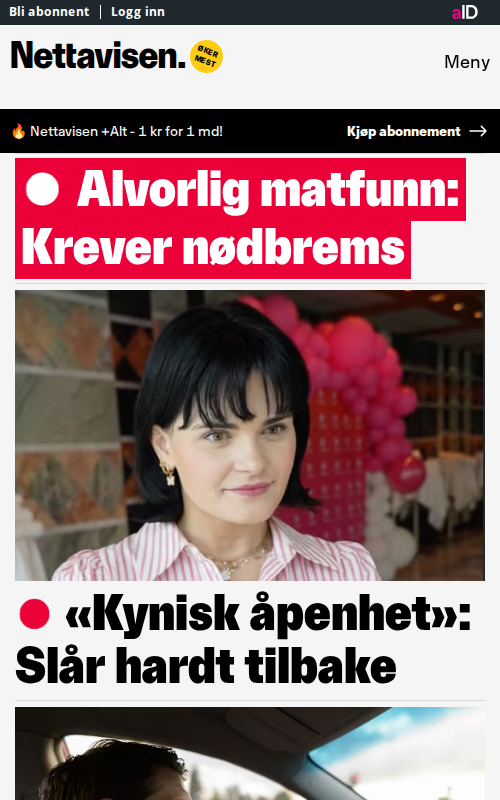 Bli abonnent | Logg inn
aID
Nettavisen.
ØKER
MEST
Meny
Nettavisen +Alt - 1 kr for 1 md!
Kjøp abonnement
Alvorlig matfunn:
Krever nødbrems
«Kynisk åpenhet»:
Slår hardt tilbake